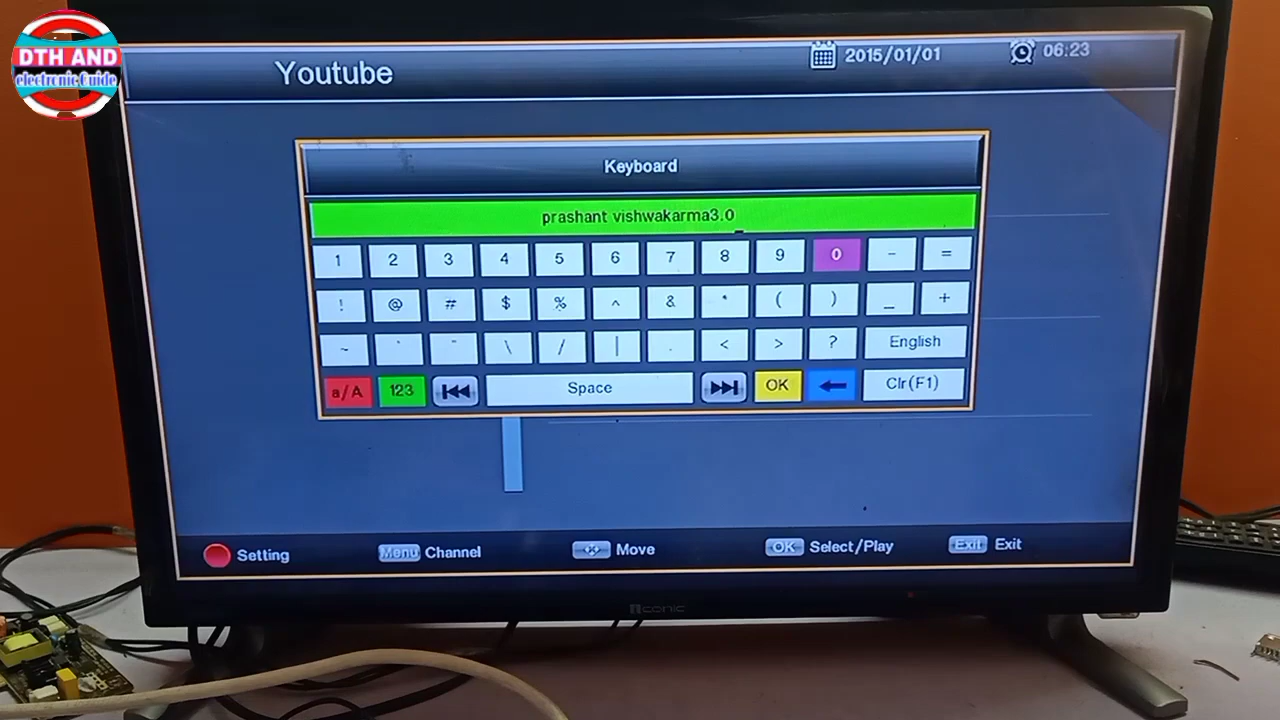 DTH AND
electronic Guide
Youtube
2015/01/01
06:23
Keyboard
prashant vishwakarma3.0
1 2 3 4 5 6 7 8 9 0 - =
! @ # $ % ^ & * ( ) _ +
~ ` " \ / | . < > ? English
a/A 123 Space OK Clr(F1)
Setting
Menu Channel
Move
OK Select/Play
Exit Exit
iconic